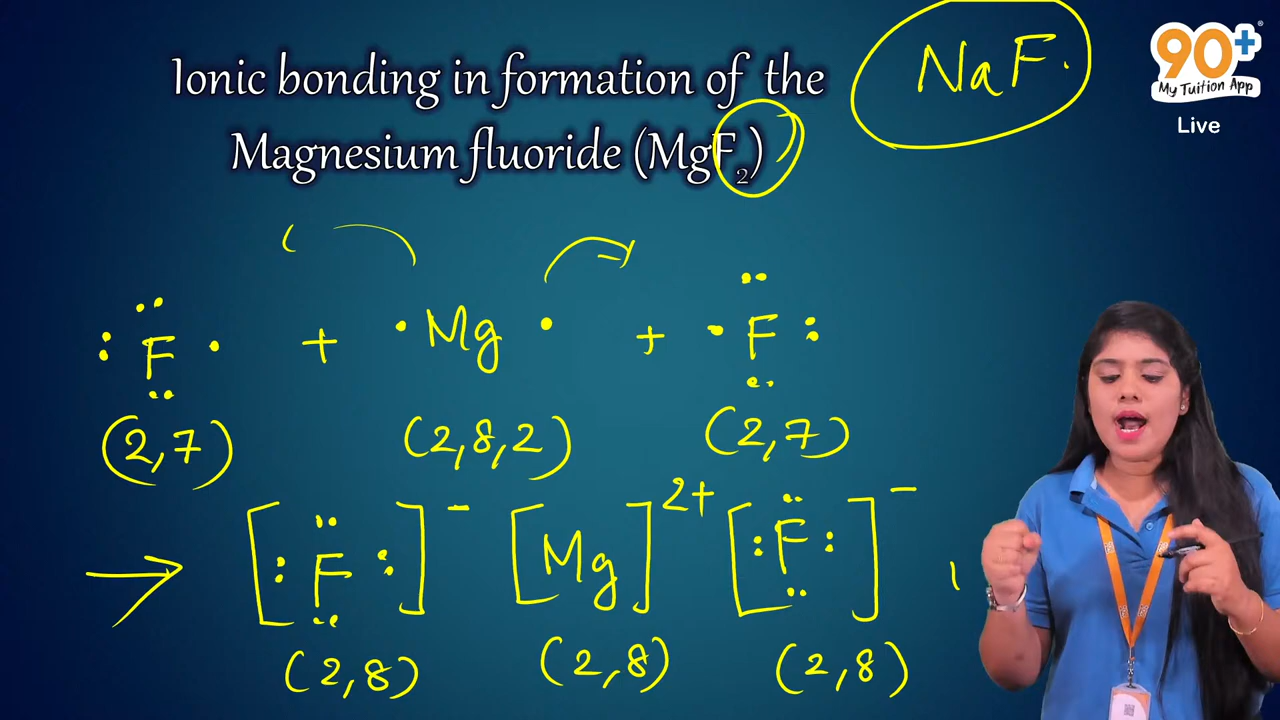 NaF.
90+
My Tuition App
Live
Ionic bonding in formation of the
Magnesium fluoride (MgF₂)
:F̤̈· + ·Mg· + ·F̤̈:
(2,7) (2,8,2) (2,7)
→ [:F̤̈:]⁻ [Mg]²⁺ [:F̤̈:]⁻
(2,8) (2,8) (2,8)